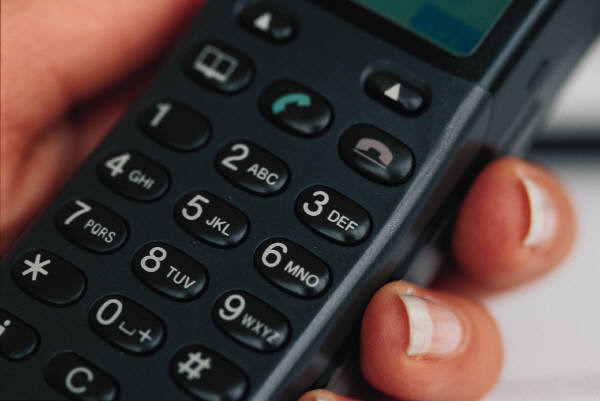 1
2 ABC
3 DEF
4 GHI
5 JKL
6 MNO
7 PQRS
8 TUV
9 WXYZ
*
0 ⎵+
#
i
C